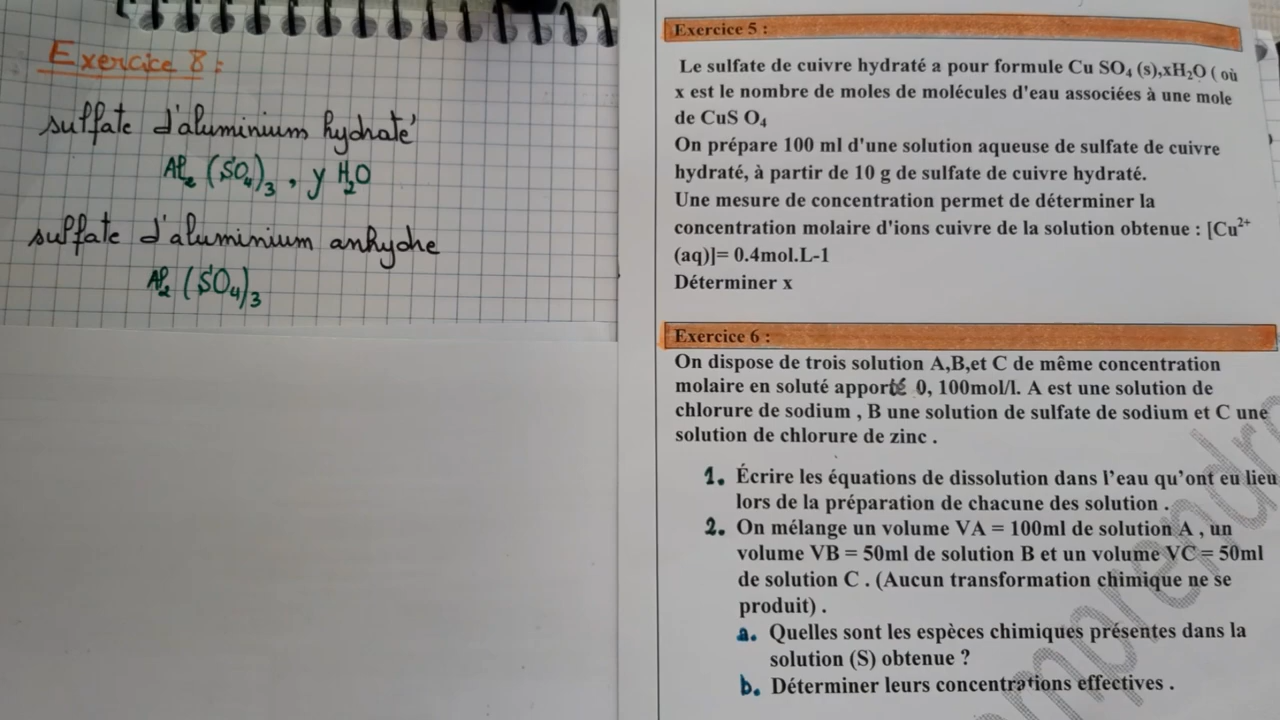 Exercice 8 :
sulfate d'aluminium hydraté
Al₂ (SO₄)₃ , y H₂O
sulfate d'aluminium anhydre
Al₂ (SO₄)₃
Exercice 5 :
Le sulfate de cuivre hydraté a pour formule Cu SO₄ (s),xH₂O ( où
x est le nombre de moles de molécules d'eau associées à une mole
de CuS O₄
On prépare 100 ml d'une solution aqueuse de sulfate de cuivre
hydraté, à partir de 10 g de sulfate de cuivre hydraté.
Une mesure de concentration permet de déterminer la
concentration molaire d'ions cuivre de la solution obtenue : [Cu²⁺
(aq)]= 0.4mol.L-1
Déterminer x
Exercice 6 :
On dispose de trois solution A,B,et C de même concentration
molaire en soluté apporté 0, 100mol/l. A est une solution de
chlorure de sodium , B une solution de sulfate de sodium et C une
solution de chlorure de zinc .
1. Écrire les équations de dissolution dans l'eau qu'ont eu lieu
lors de la préparation de chacune des solution .
2. On mélange un volume VA = 100ml de solution A , un
volume VB = 50ml de solution B et un volume VC = 50ml
de solution C . (Aucun transformation chimique ne se
produit) .
a. Quelles sont les espèces chimiques présentes dans la
solution (S) obtenue ?
b. Déterminer leurs concentrations effectives .